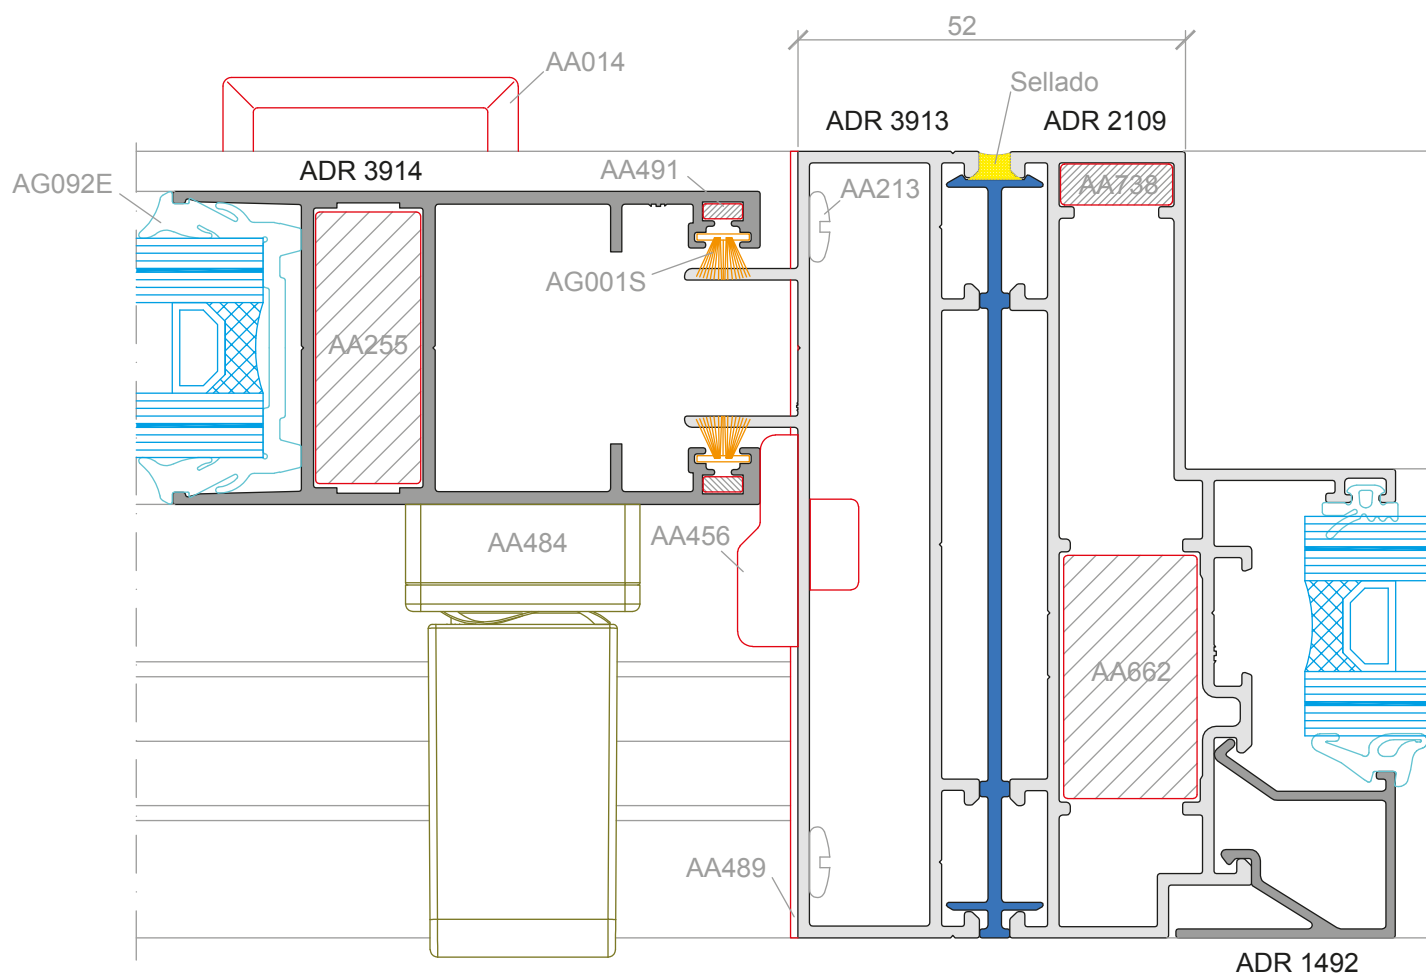 52
AA014
Sellado
ADR 3913
ADR 2109
ADR 3914
AA491
AG092E
AA213
AA738
AG001S
AA255
AA484
AA456
AA662
AA489
ADR 1492